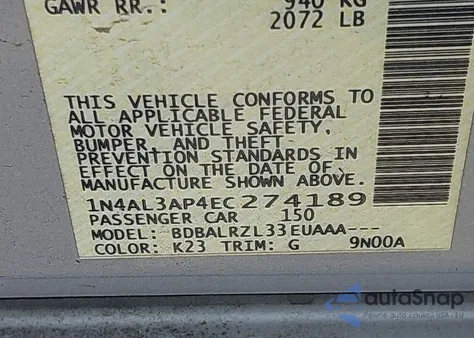 GAWR RR.: 940 KG
2072 LB
THIS VEHICLE CONFORMS TO
ALL APPLICABLE FEDERAL
MOTOR VEHICLE SAFETY,
BUMPER, AND THEFT
PREVENTION STANDARDS IN
EFFECT ON THE DATE OF
MANUFACTURE SHOWN ABOVE.
1N4AL3AP4EC274189
PASSENGER CAR 150
MODEL: BDBALRZL33EUAAA---
COLOR: K23 TRIM: G 9N00A
autoSnap